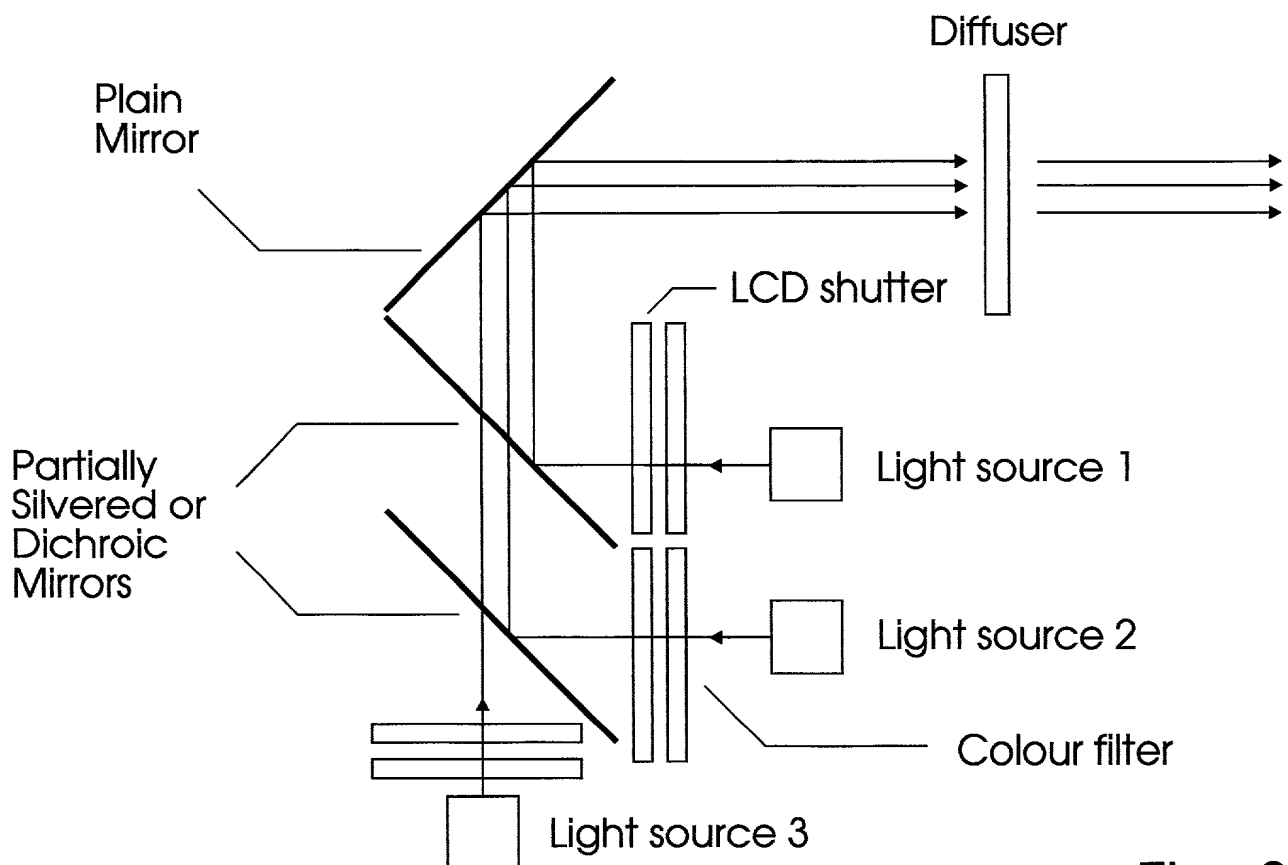 Diffuser
Plain
Mirror
LCD shutter
Light source 1
Partially
Silvered or
Dichroic
Mirrors
Light source 2
Colour filter
Light source 3